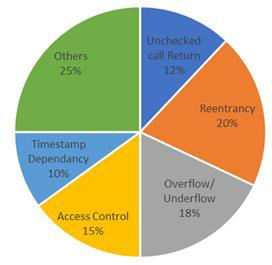 Unchecked
call Return
12%
Reentrancy
20%
Overflow/
Underflow
18%
Access Control
15%
Timestamp
Dependancy
10%
Others
25%